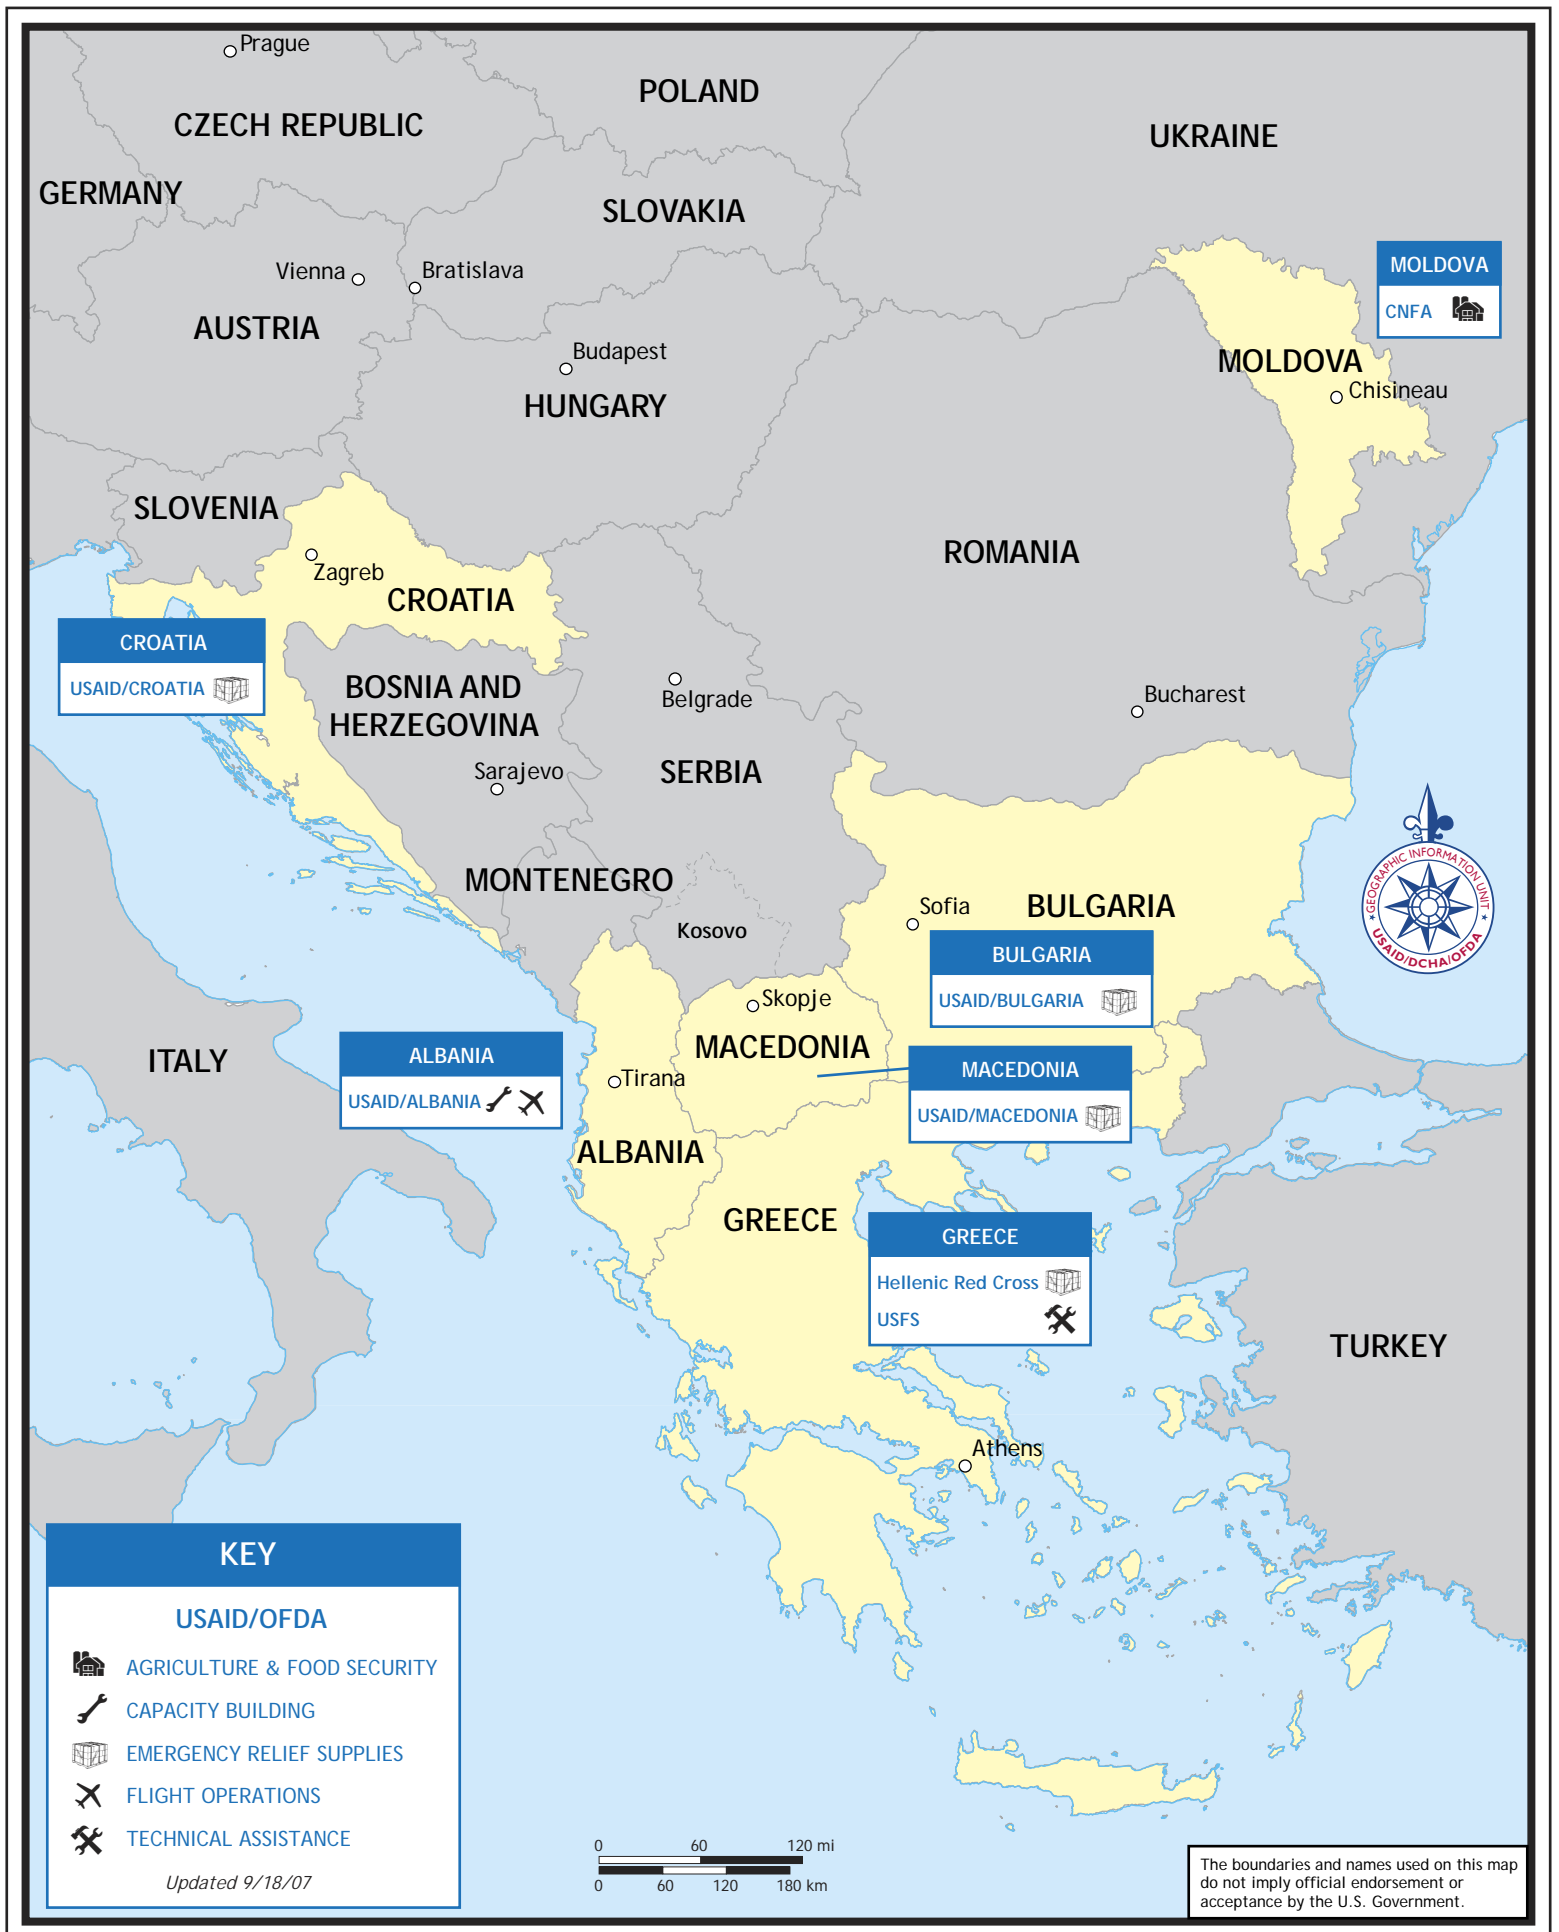 Prague
POLAND
CZECH REPUBLIC
UKRAINE
GERMANY
SLOVAKIA
Vienna
Bratislava
MOLDOVA
CNFA
AUSTRIA
Budapest
MOLDOVA
Chisineau
HUNGARY
SLOVENIA
ROMANIA
Zagreb
CROATIA
CROATIA
USAID/CROATIA
BOSNIA AND
HERZEGOVINA
Belgrade
Bucharest
Sarajevo
SERBIA
MONTENEGRO
Kosovo
Sofia
BULGARIA
GEOGRAPHIC INFORMATION UNIT
USAID/DCHA/OFDA
BULGARIA
USAID/BULGARIA
Skopje
MACEDONIA
ITALY
ALBANIA
USAID/ALBANIA
Tirana
MACEDONIA
USAID/MACEDONIA
ALBANIA
GREECE
GREECE
Hellenic Red Cross
USFS
TURKEY
Athens
KEY
USAID/OFDA
AGRICULTURE & FOOD SECURITY
CAPACITY BUILDING
EMERGENCY RELIEF SUPPLIES
FLIGHT OPERATIONS
TECHNICAL ASSISTANCE
Updated 9/18/07
0 60 120 mi
0 60 120 180 km
The boundaries and names used on this map
do not imply official endorsement or
acceptance by the U.S. Government.